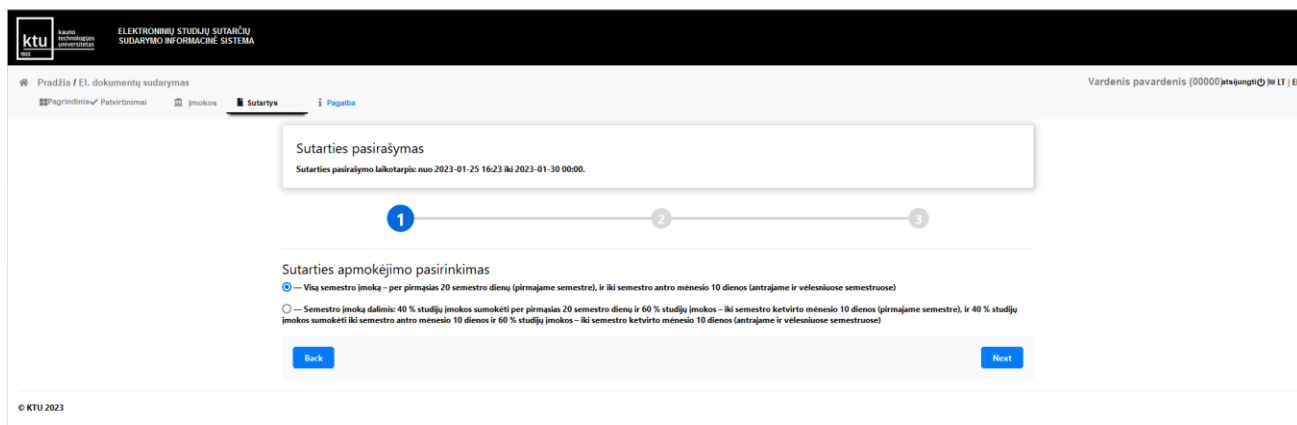 ktu
1922
kauno
technologijos
universitetas
ELEKTRONINIŲ STUDIJŲ SUTARČIŲ
SUDARYMO INFORMACINĖ SISTEMA
Pradžia / El. dokumentų sudarymas
Vardenis pavardenis (00000)atsijungti LT | E
Pagrindinis Patvirtinimai Įmokos Sutartys Pagalba
Sutarties pasirašymas
Sutarties pasirašymo laikotarpis: nuo 2023-01-25 16:23 iki 2023-01-30 00:00.
1 2 3
Sutarties apmokėjimo pasirinkimas
— Visą semestro įmoką – per pirmąsias 20 semestro dienų (pirmajame semestre), ir iki semestro antro mėnesio 10 dienos (antrajame ir vėlesniuose semestruose)
— Semestro įmoką dalimis: 40 % studijų įmokos sumokėti per pirmąsias 20 semestro dienų ir 60 % studijų įmokos – iki semestro ketvirto mėnesio 10 dienos (pirmajame semestre), ir 40 % studijų
įmokos sumokėti iki semestro antro mėnesio 10 dienos ir 60 % studijų įmokos – iki semestro ketvirto mėnesio 10 dienos (antrajame ir vėlesniuose semestruose)
Back Next
© KTU 2023